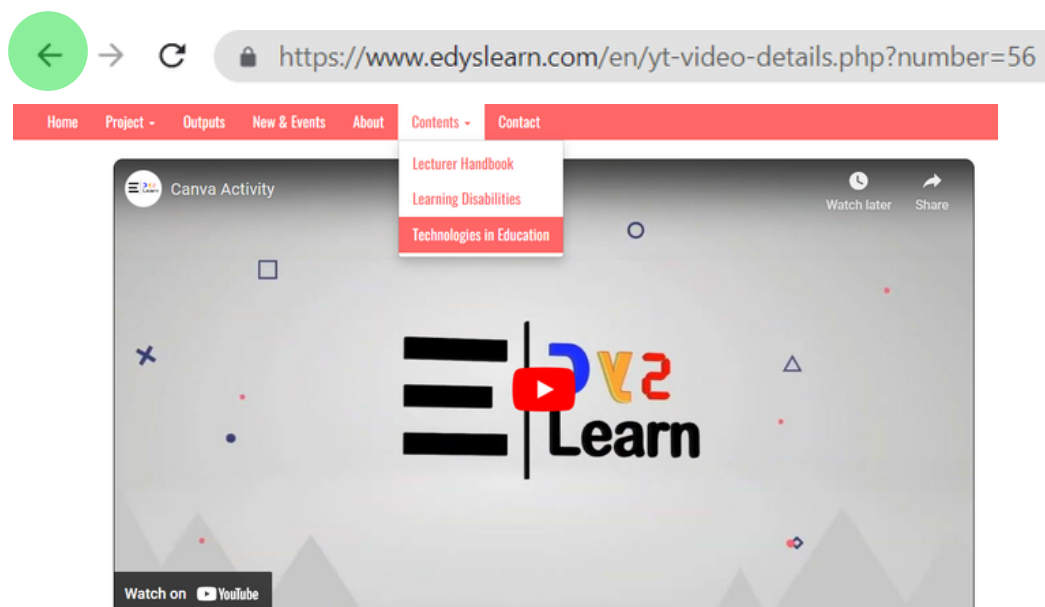 https://www.edyslearn.com/en/yt-video-details.php?number=56
Home Project Outputs New & Events About Contents Contact
Lecturer Handbook
Learning Disabilities
Technologies in Education
Canva Activity
Watch later Share
Dys
Learn
Watch on YouTube